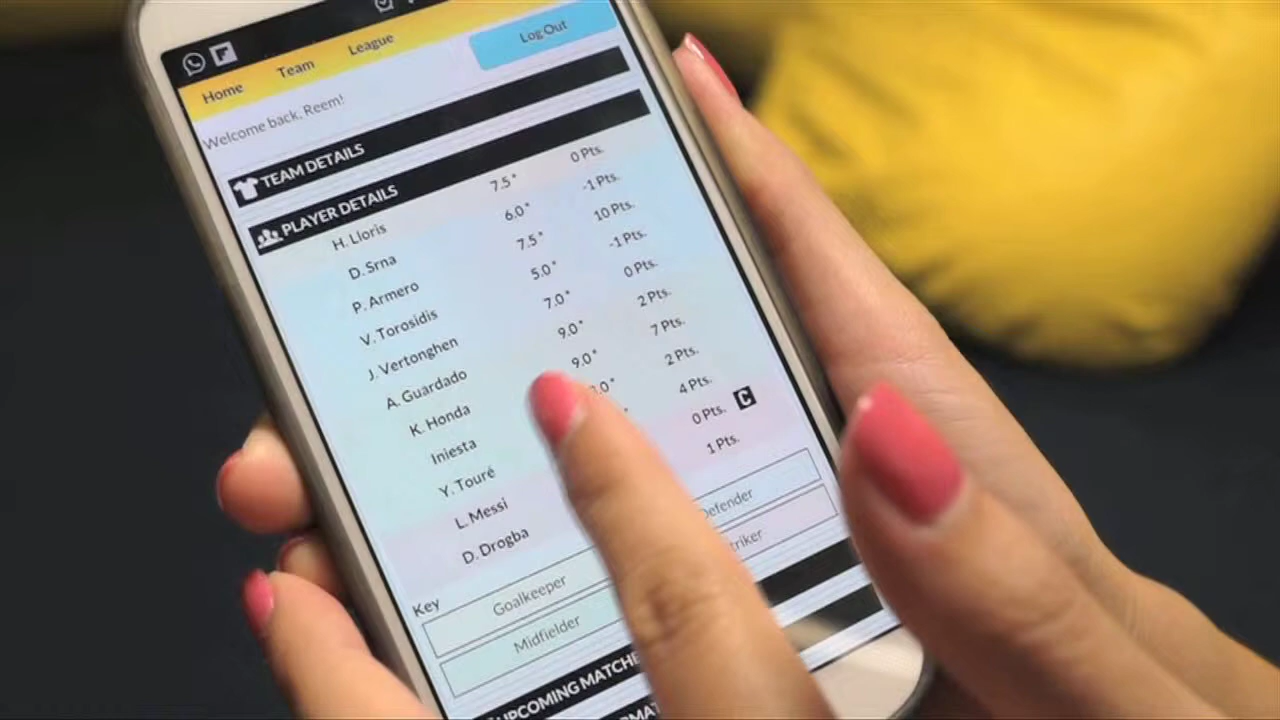 Home Team League Log Out
Welcome back, Reem!
TEAM DETAILS
PLAYER DETAILS
H. Lloris 7.5* 0 Pts.
D. Srna 6.0* -1 Pts.
P. Armero 7.5* 10 Pts.
V. Torosidis 5.0* -1 Pts.
J. Vertonghen 7.0* 0 Pts.
A. Guardado 9.0* 2 Pts.
K. Honda 9.0* 7 Pts.
Iniesta 2 Pts.
Y. Touré 4 Pts.
L. Messi 0 Pts. C
D. Drogba 1 Pts.
Key
Goalkeeper Defender
Midfielder
UPCOMING